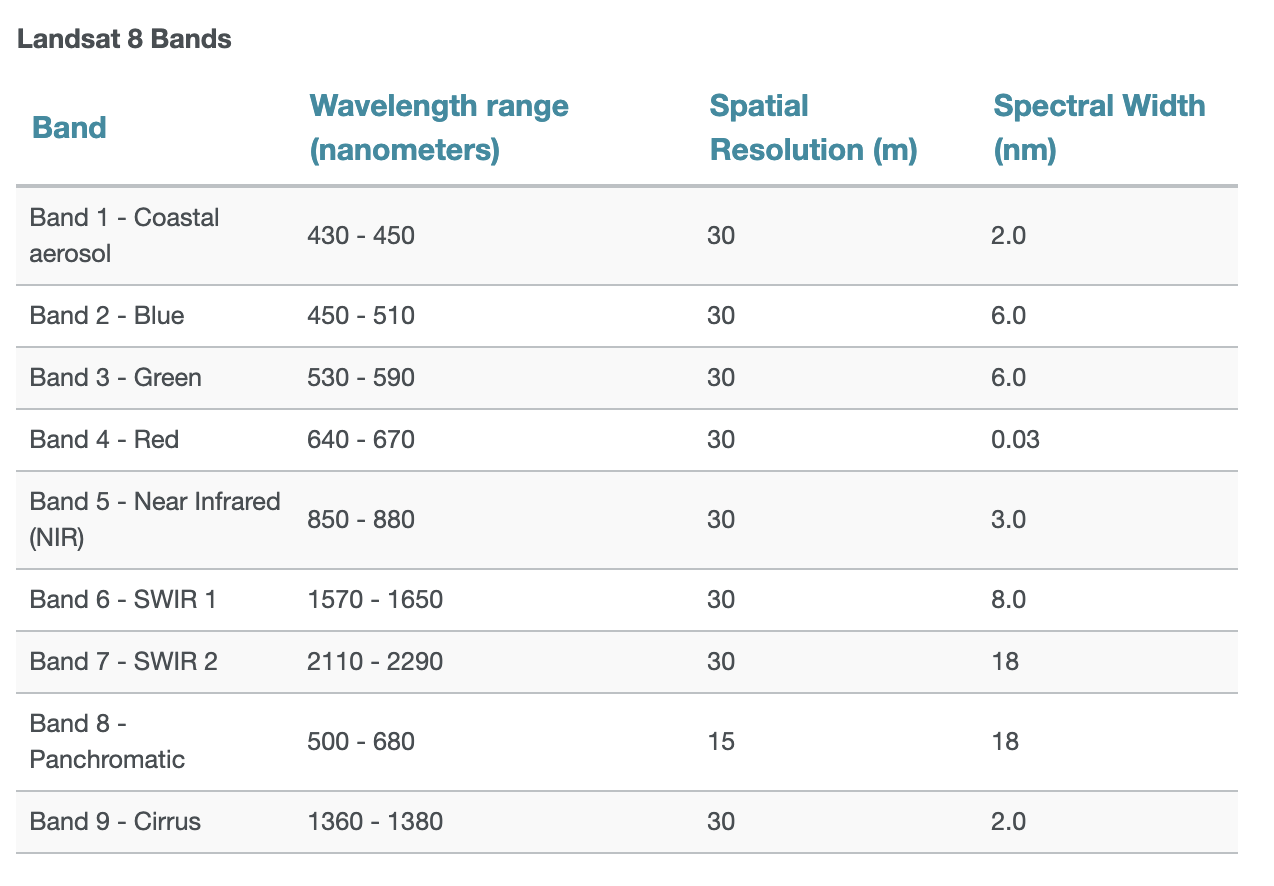 Landsat 8 Bands
Band
Wavelength range
(nanometers)
Spatial
Resolution (m)
Spectral Width
(nm)
Band 1 - Coastal
aerosol
430 - 450
30
2.0
Band 2 - Blue
450 - 510
30
6.0
Band 3 - Green
530 - 590
30
6.0
Band 4 - Red
640 - 670
30
0.03
Band 5 - Near Infrared
(NIR)
850 - 880
30
3.0
Band 6 - SWIR 1
1570 - 1650
30
8.0
Band 7 - SWIR 2
2110 - 2290
30
18
Band 8 -
Panchromatic
500 - 680
15
18
Band 9 - Cirrus
1360 - 1380
30
2.0